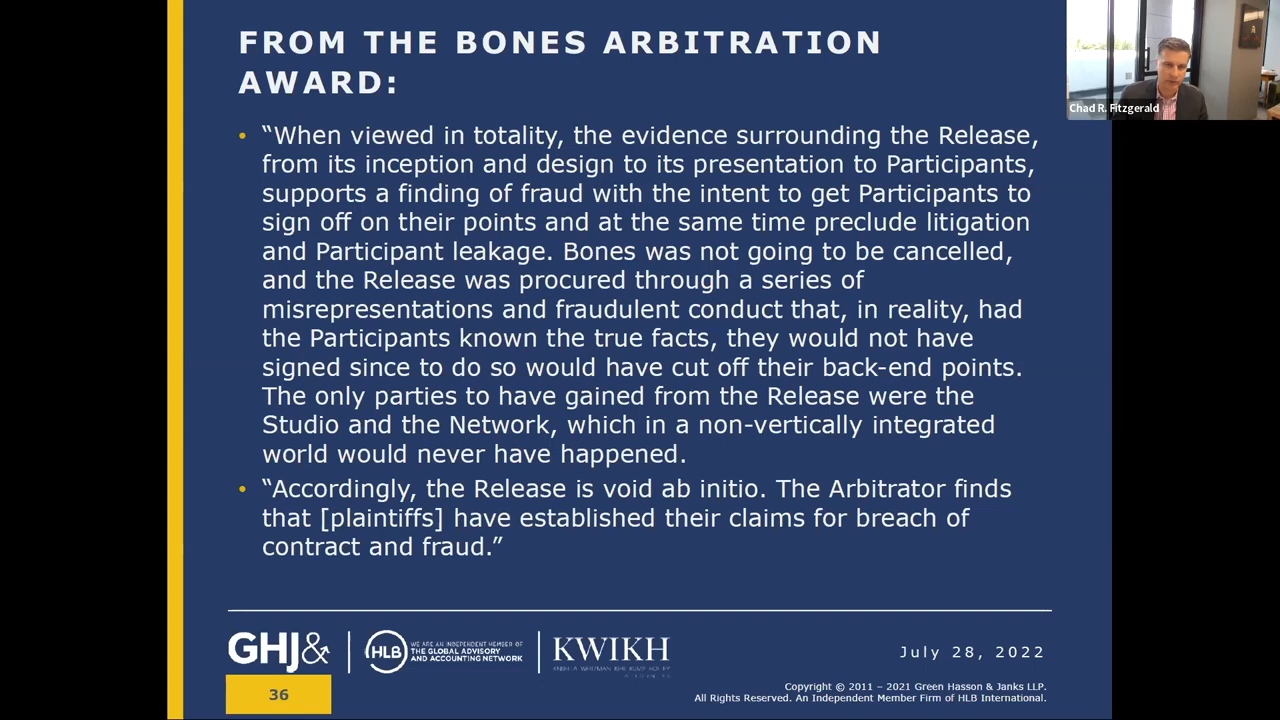 FROM THE BONES ARBITRATION
AWARD:
Chad R. Fitzgerald
• “When viewed in totality, the evidence surrounding the Release,
from its inception and design to its presentation to Participants,
supports a finding of fraud with the intent to get Participants to
sign off on their points and at the same time preclude litigation
and Participant leakage. Bones was not going to be cancelled,
and the Release was procured through a series of
misrepresentations and fraudulent conduct that, in reality, had
the Participants known the true facts, they would not have
signed since to do so would have cut off their back-end points.
The only parties to have gained from the Release were the
Studio and the Network, which in a non-vertically integrated
world would never have happened.
• “Accordingly, the Release is void ab initio. The Arbitrator finds
that [plaintiffs] have established their claims for breach of
contract and fraud.”
GHJ&
HLB
WE ARE AN INDEPENDENT MEMBER OF
THE GLOBAL ADVISORY
AND ACCOUNTING NETWORK
KWIKH
July 28, 2022
36
Copyright © 2011 – 2021 Green Hasson & Janks LLP.
All Rights Reserved. An Independent Member Firm of HLB International.